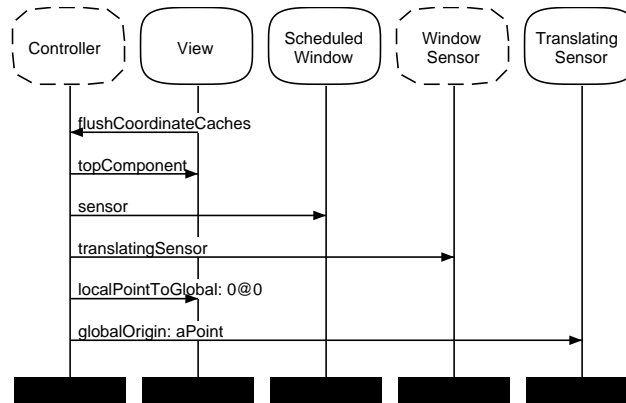 Controller
View
Scheduled
Window
Window
Sensor
Translating
Sensor
flushCoordinateCaches
topComponent
sensor
translatingSensor
localPointToGlobal: 0@0
globalOrigin: aPoint